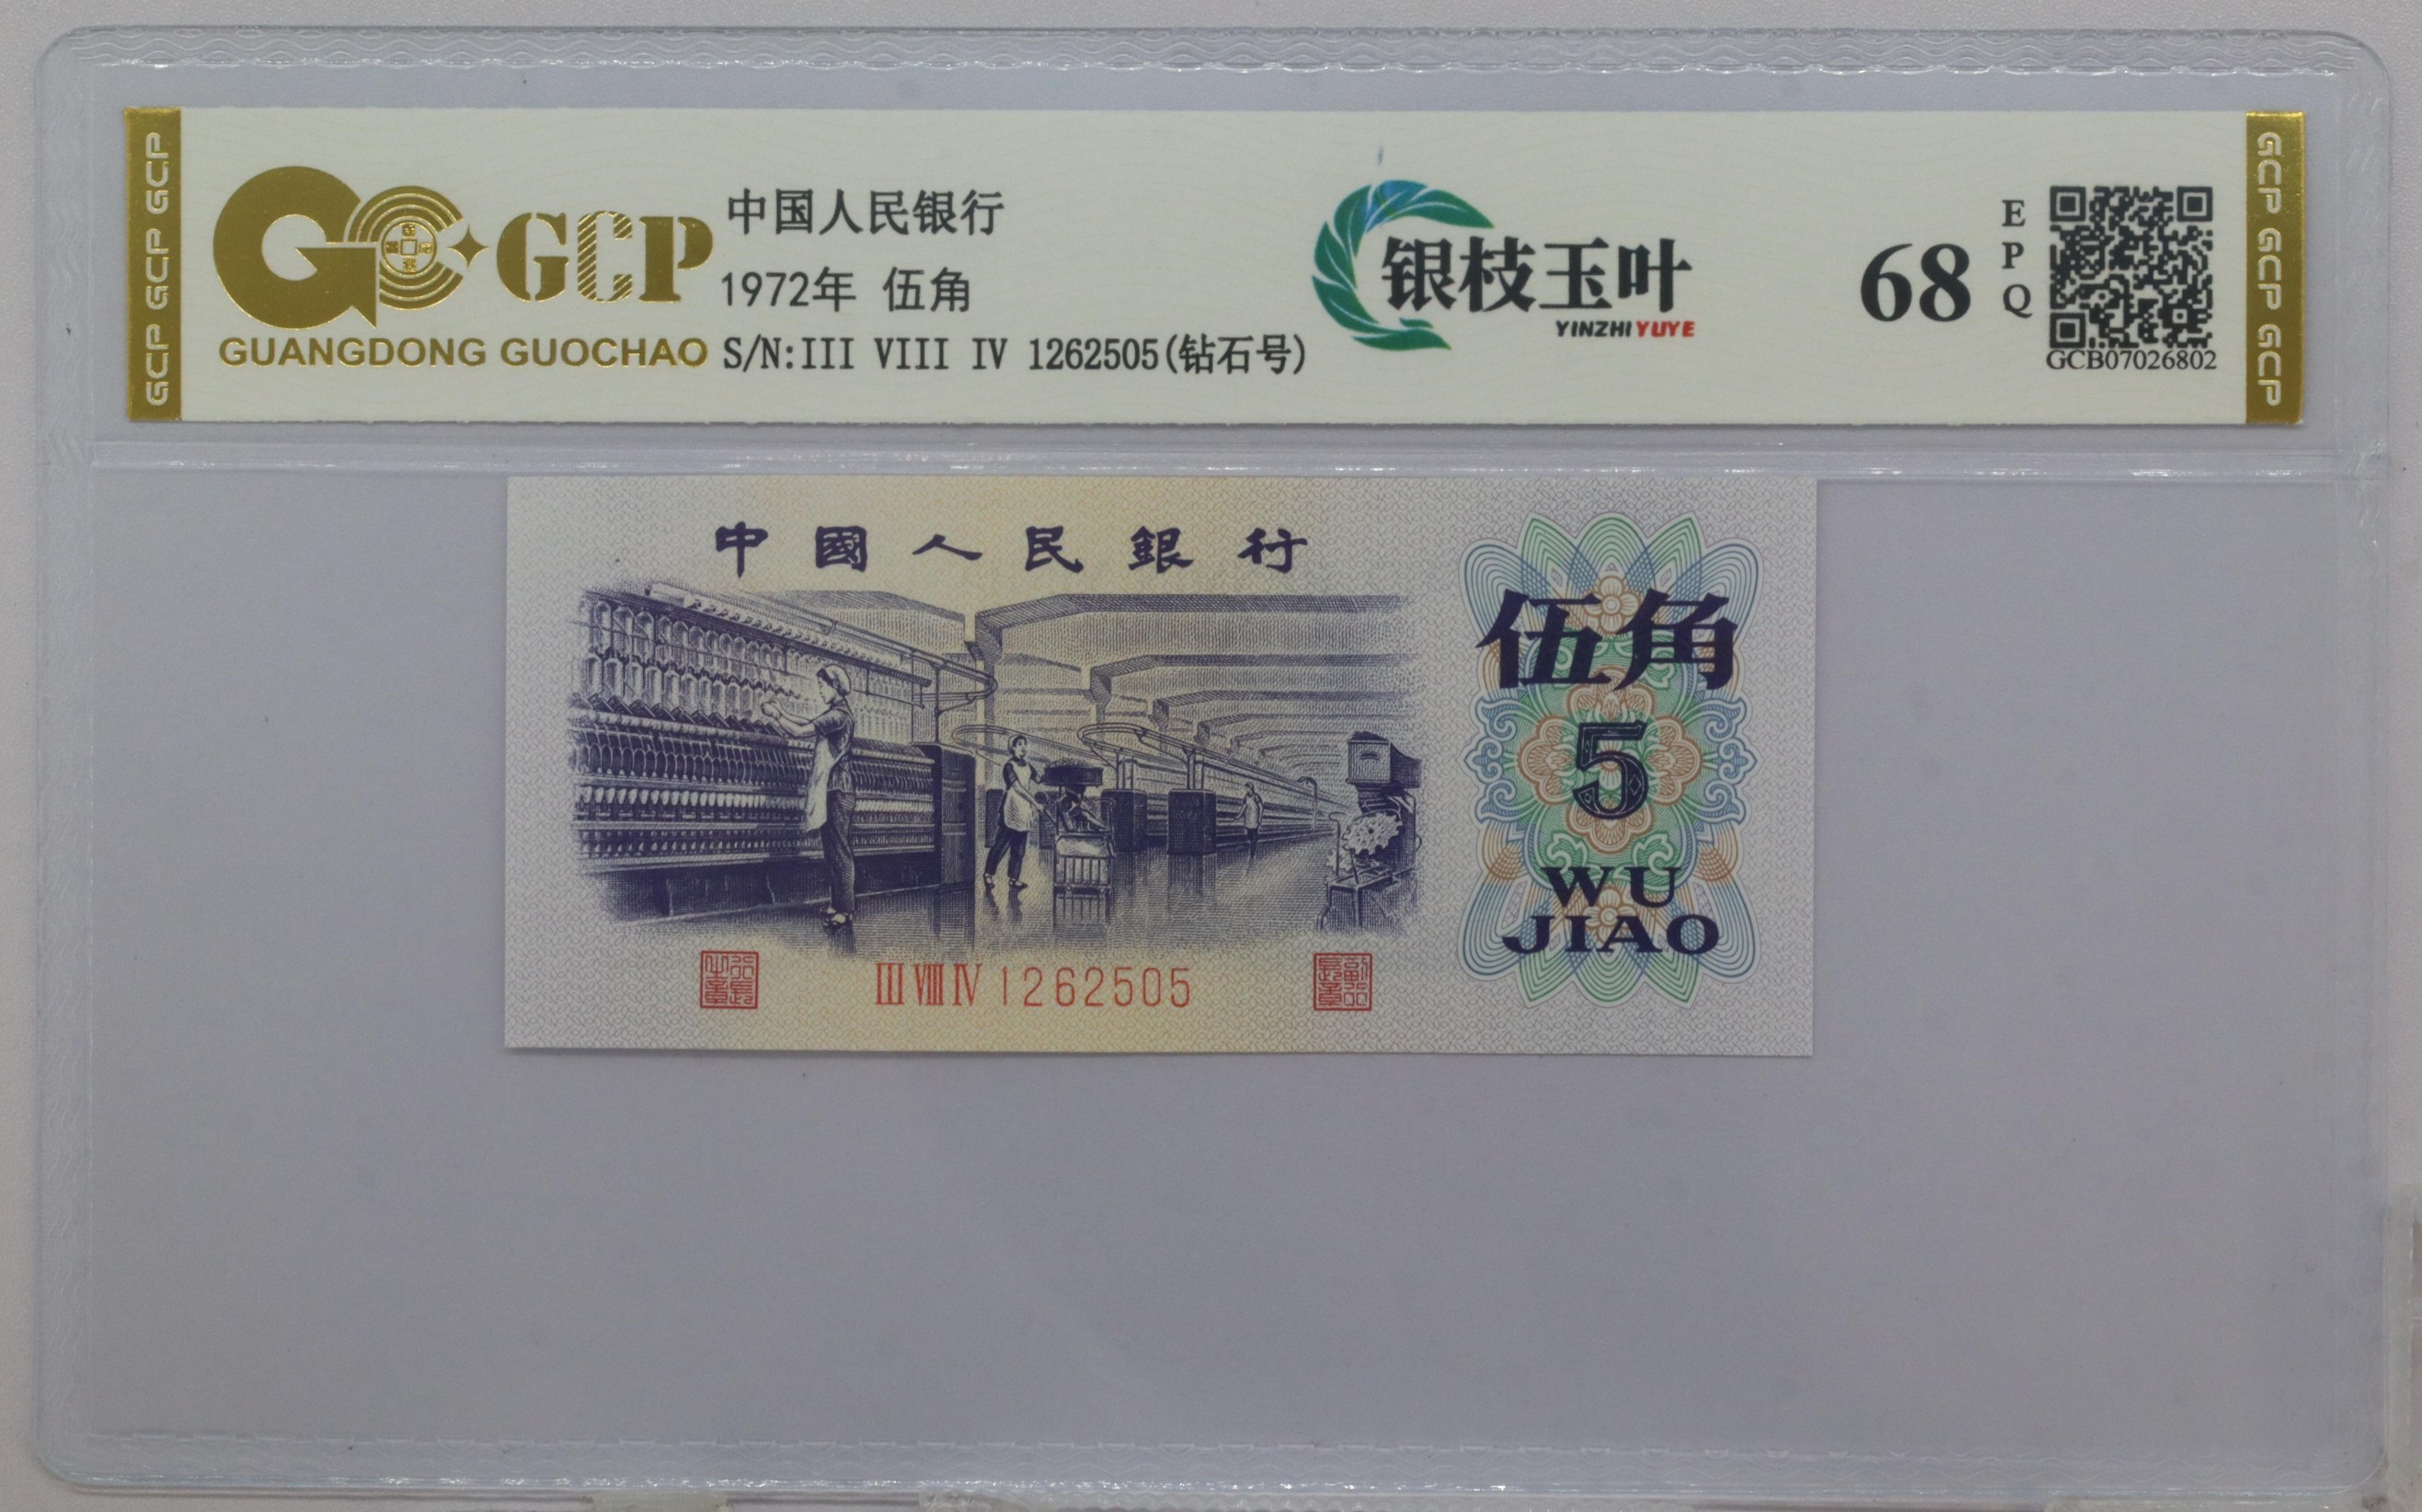 GCP GCP GCP
GCP
GUANGDONG GUOCHAO
中国人民银行
1972年 伍角
S/N:III VIII IV 1262505(钻石号)
银枝玉叶
YINZHIYUYE
68
EPQ
GCB07026802
GCP GCP GCP
中國人民銀行
伍角
5
WU
JIAO
III VIII IV 1262505